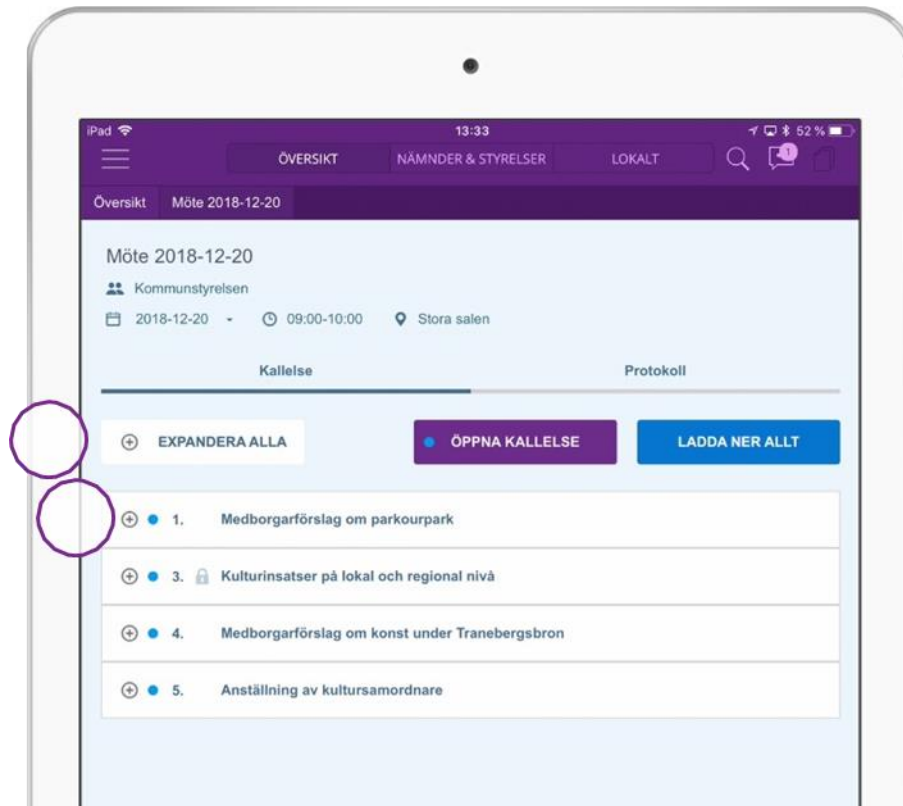 iPad 13:33 52 %
ÖVERSIKT NÄMNDER & STYRELSER LOKALT 1
Översikt Möte 2018-12-20
Möte 2018-12-20
Kommunstyrelsen
2018-12-20 09:00-10:00 Stora salen
Kallelse Protokoll
EXPANDERA ALLA ÖPPNA KALLELSE LADDA NER ALLT
1. Medborgarförslag om parkourpark
3. Kulturinsatser på lokal och regional nivå
4. Medborgarförslag om konst under Tranebergsbron
5. Anställning av kultursamordnare